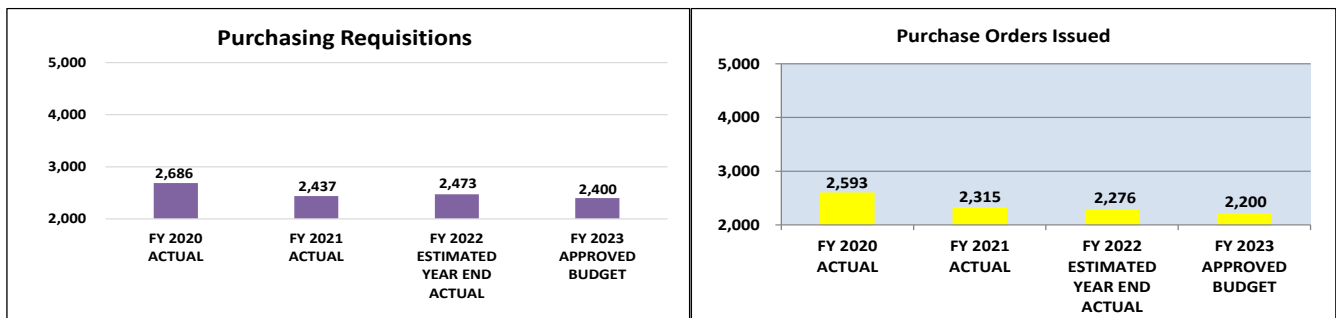 Purchasing Requisitions
5,000
4,000
3,000
2,000
2,686
2,437
2,473
2,400
FY 2020
ACTUAL
FY 2021
ACTUAL
FY 2022
ESTIMATED
YEAR END
ACTUAL
FY 2023
APPROVED
BUDGET
Purchase Orders Issued
5,000
4,000
3,000
2,000
2,593
2,315
2,276
2,200
FY 2020
ACTUAL
FY 2021
ACTUAL
FY 2022
ESTIMATED
YEAR END
ACTUAL
FY 2023
APPROVED
BUDGET